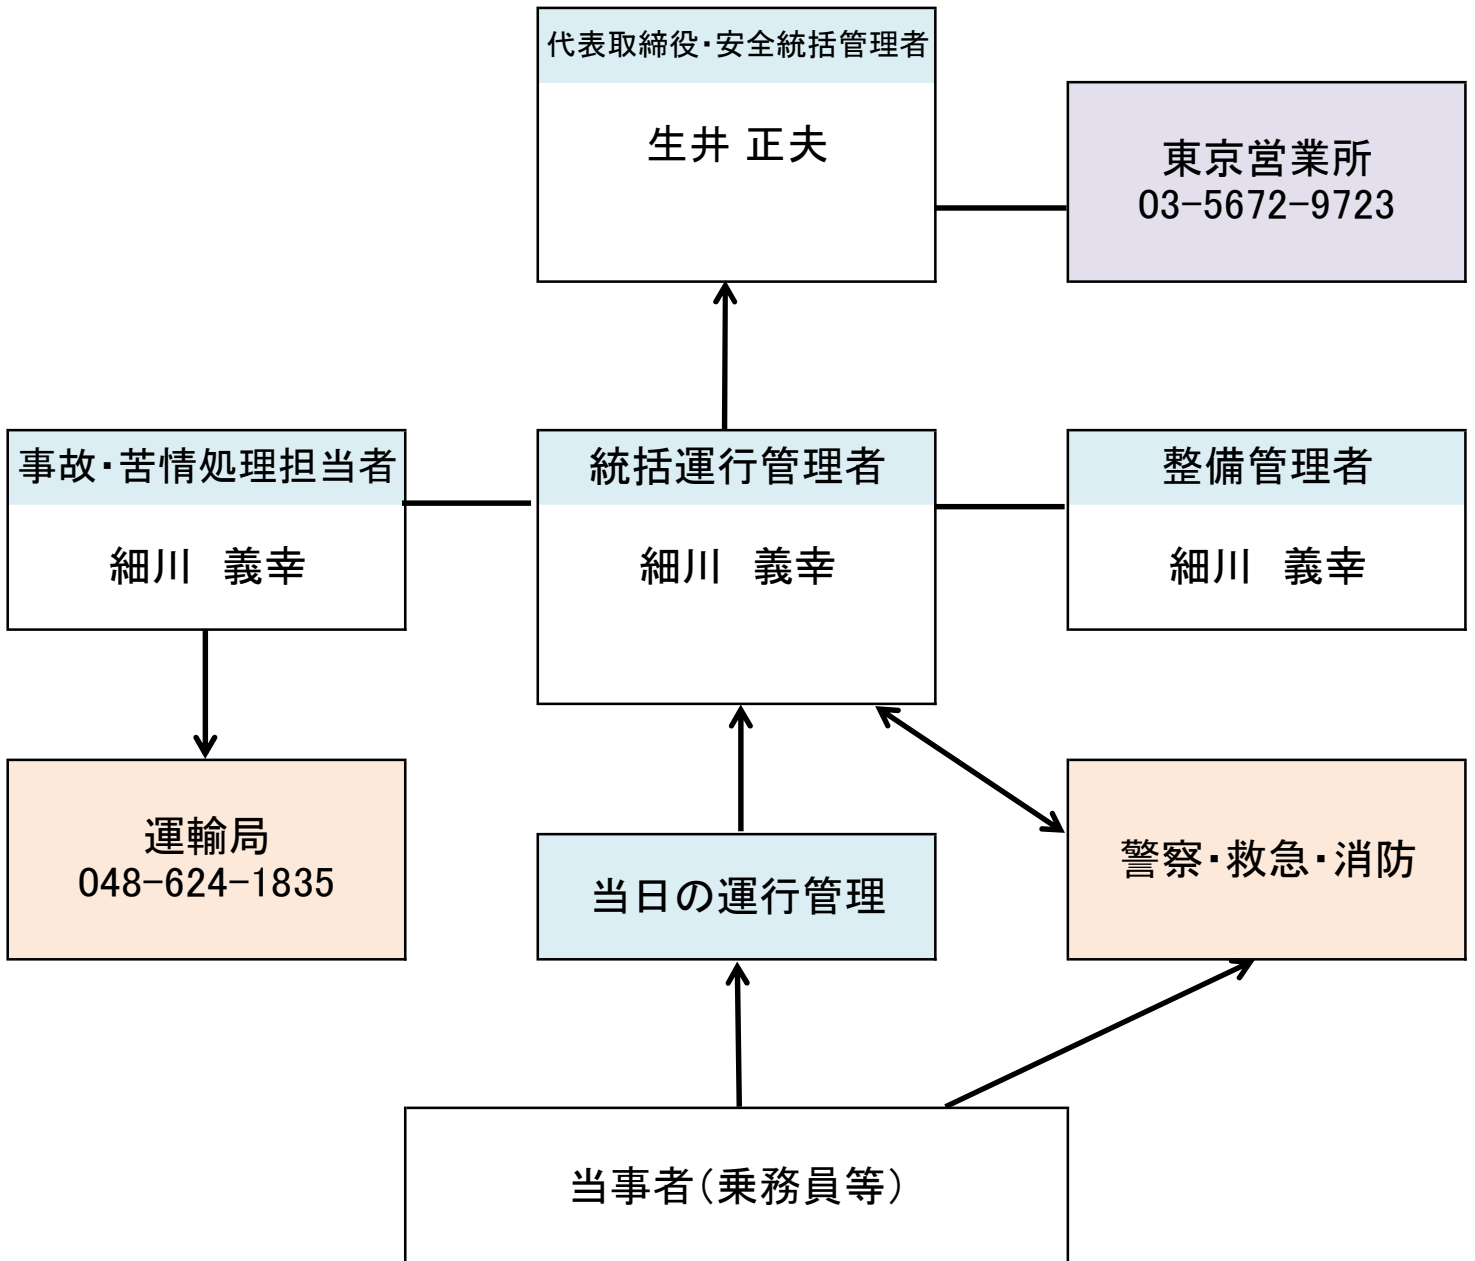 代表取締役・安全統括管理者
生井 正夫
東京営業所
03-5672-9723
事故・苦情処理担当者
細川　義幸
統括運行管理者
細川　義幸
整備管理者
細川　義幸
運輸局
048-624-1835
当日の運行管理
警察・救急・消防
当事者（乗務員等）